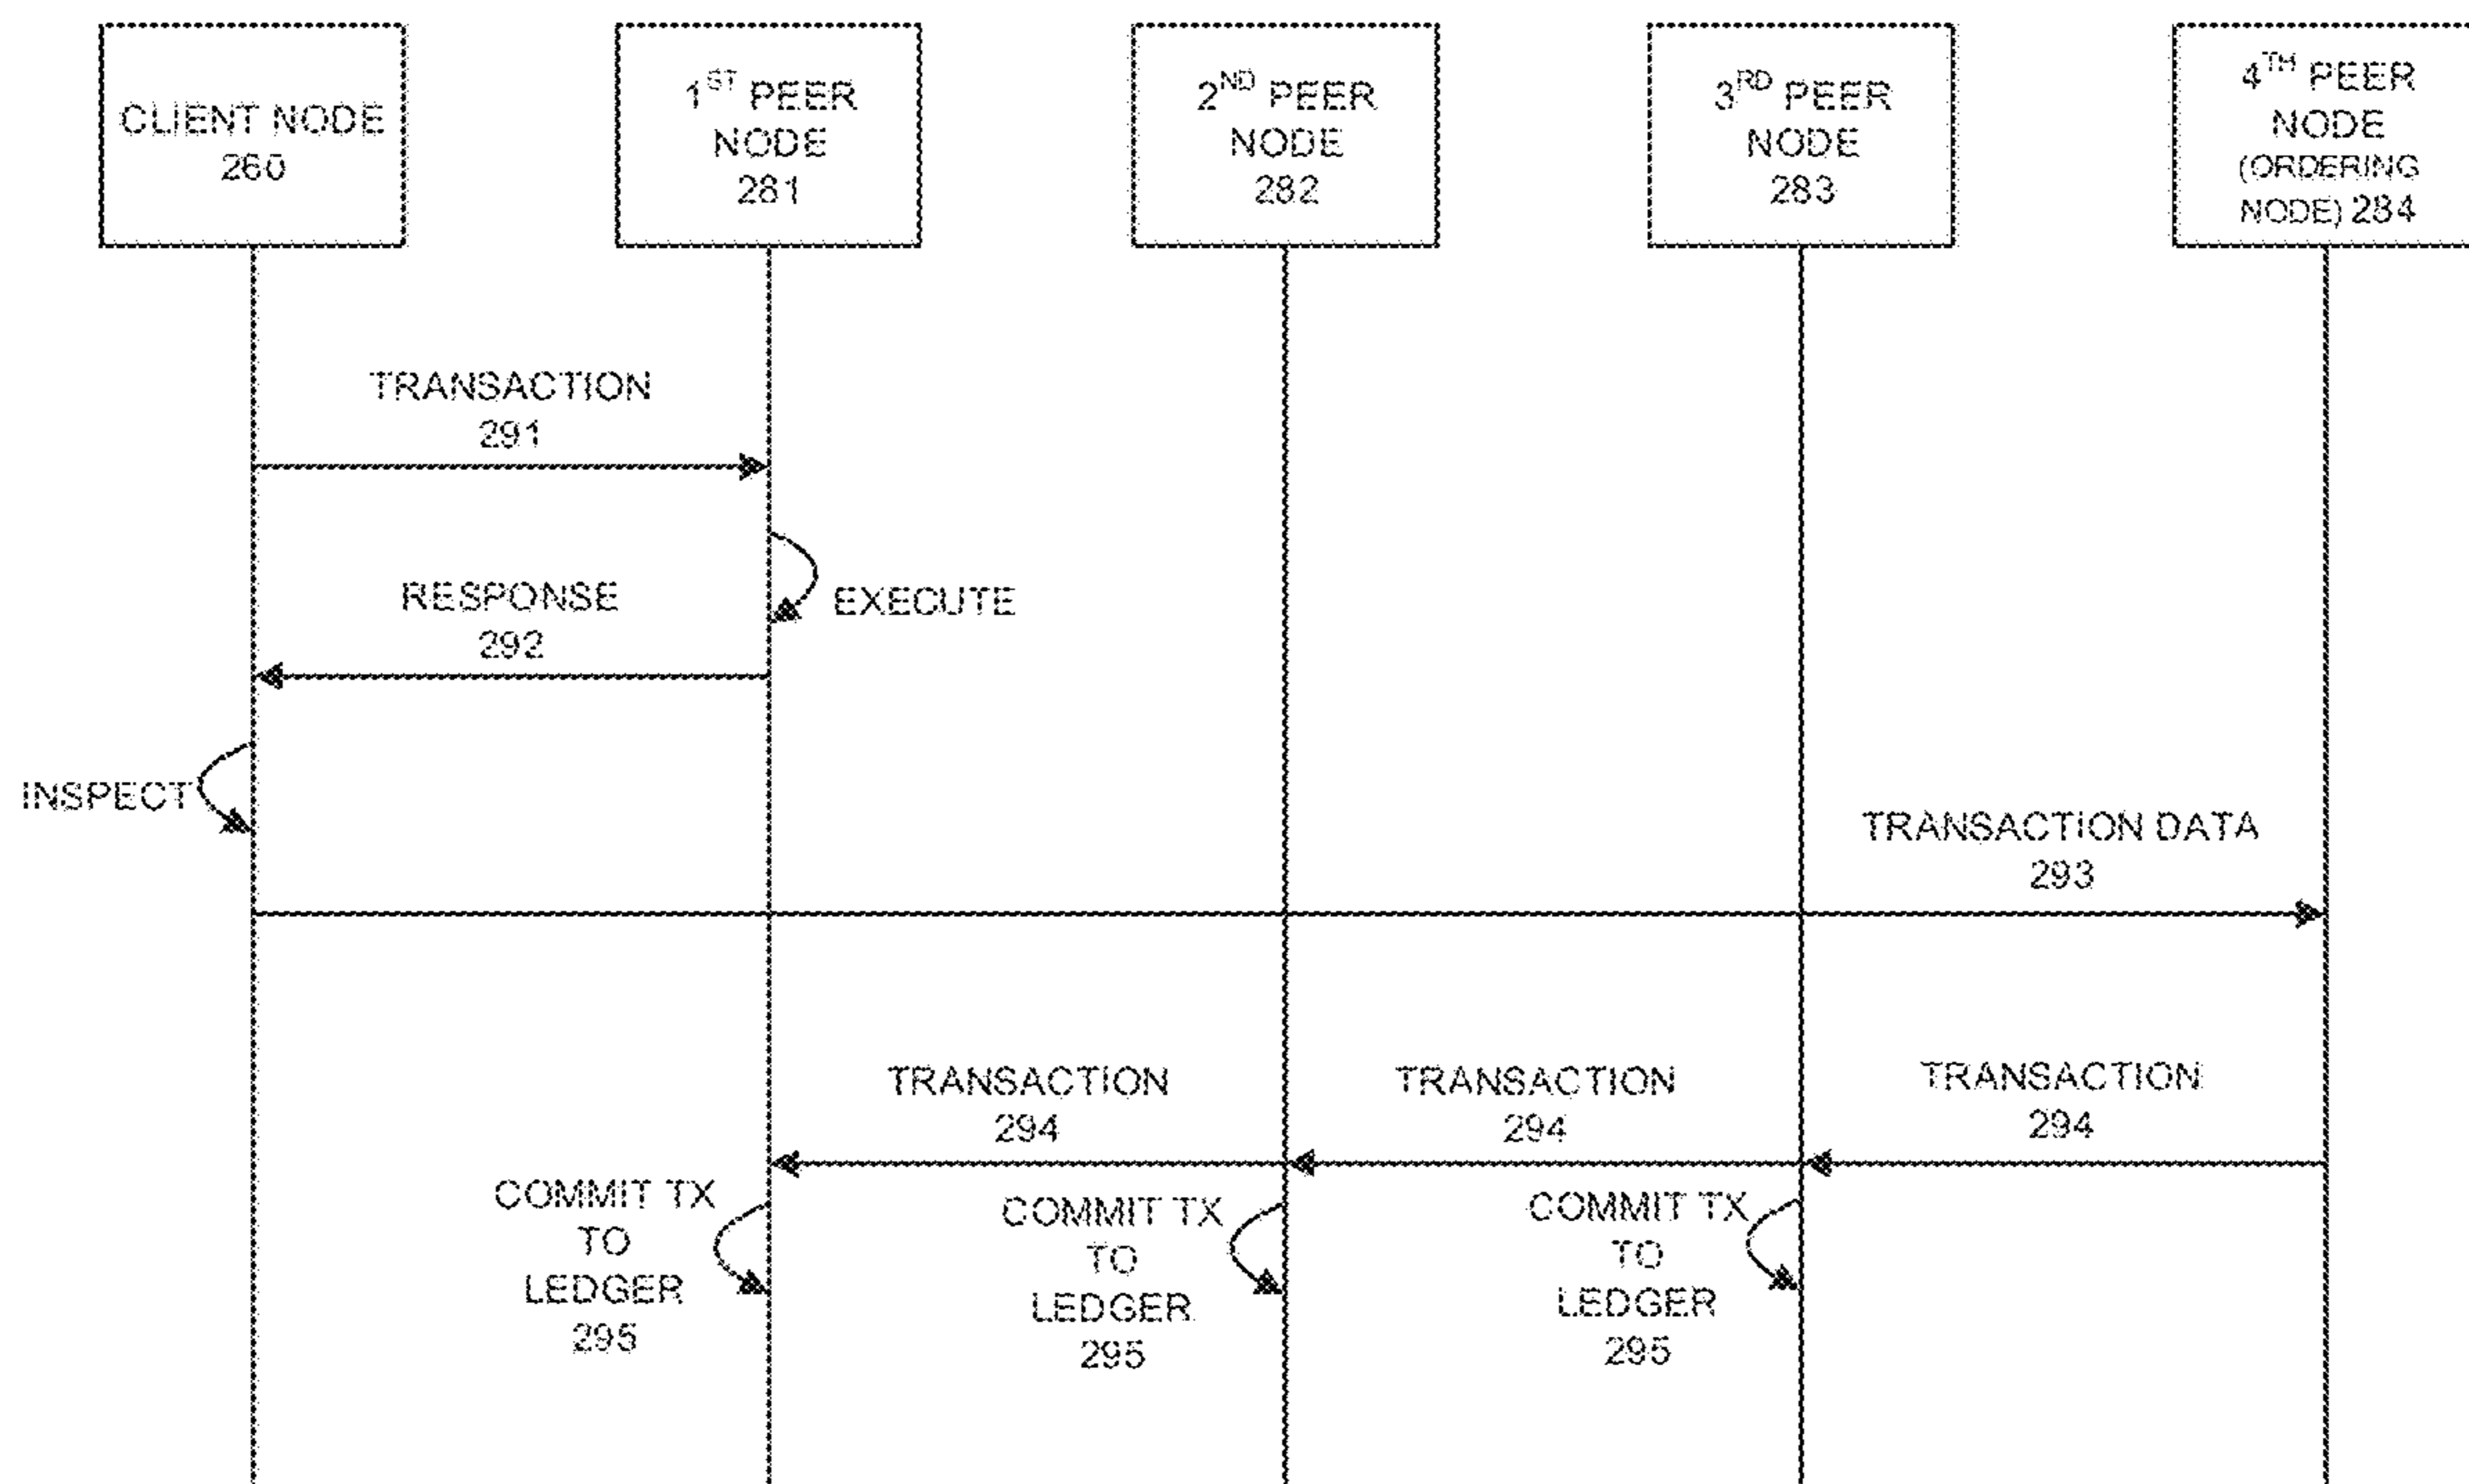 CLIENT NODE
260
1ST PEER
NODE
281
2ND PEER
NODE
282
3RD PEER
NODE
283
4TH PEER
NODE
(ORDERING
NODE) 284
TRANSACTION
291
EXECUTE
RESPONSE
292
INSPECT
TRANSACTION DATA
293
TRANSACTION
294
TRANSACTION
294
TRANSACTION
294
COMMIT TX
TO
LEDGER
295
COMMIT TX
TO
LEDGER
295
COMMIT TX
TO
LEDGER
295